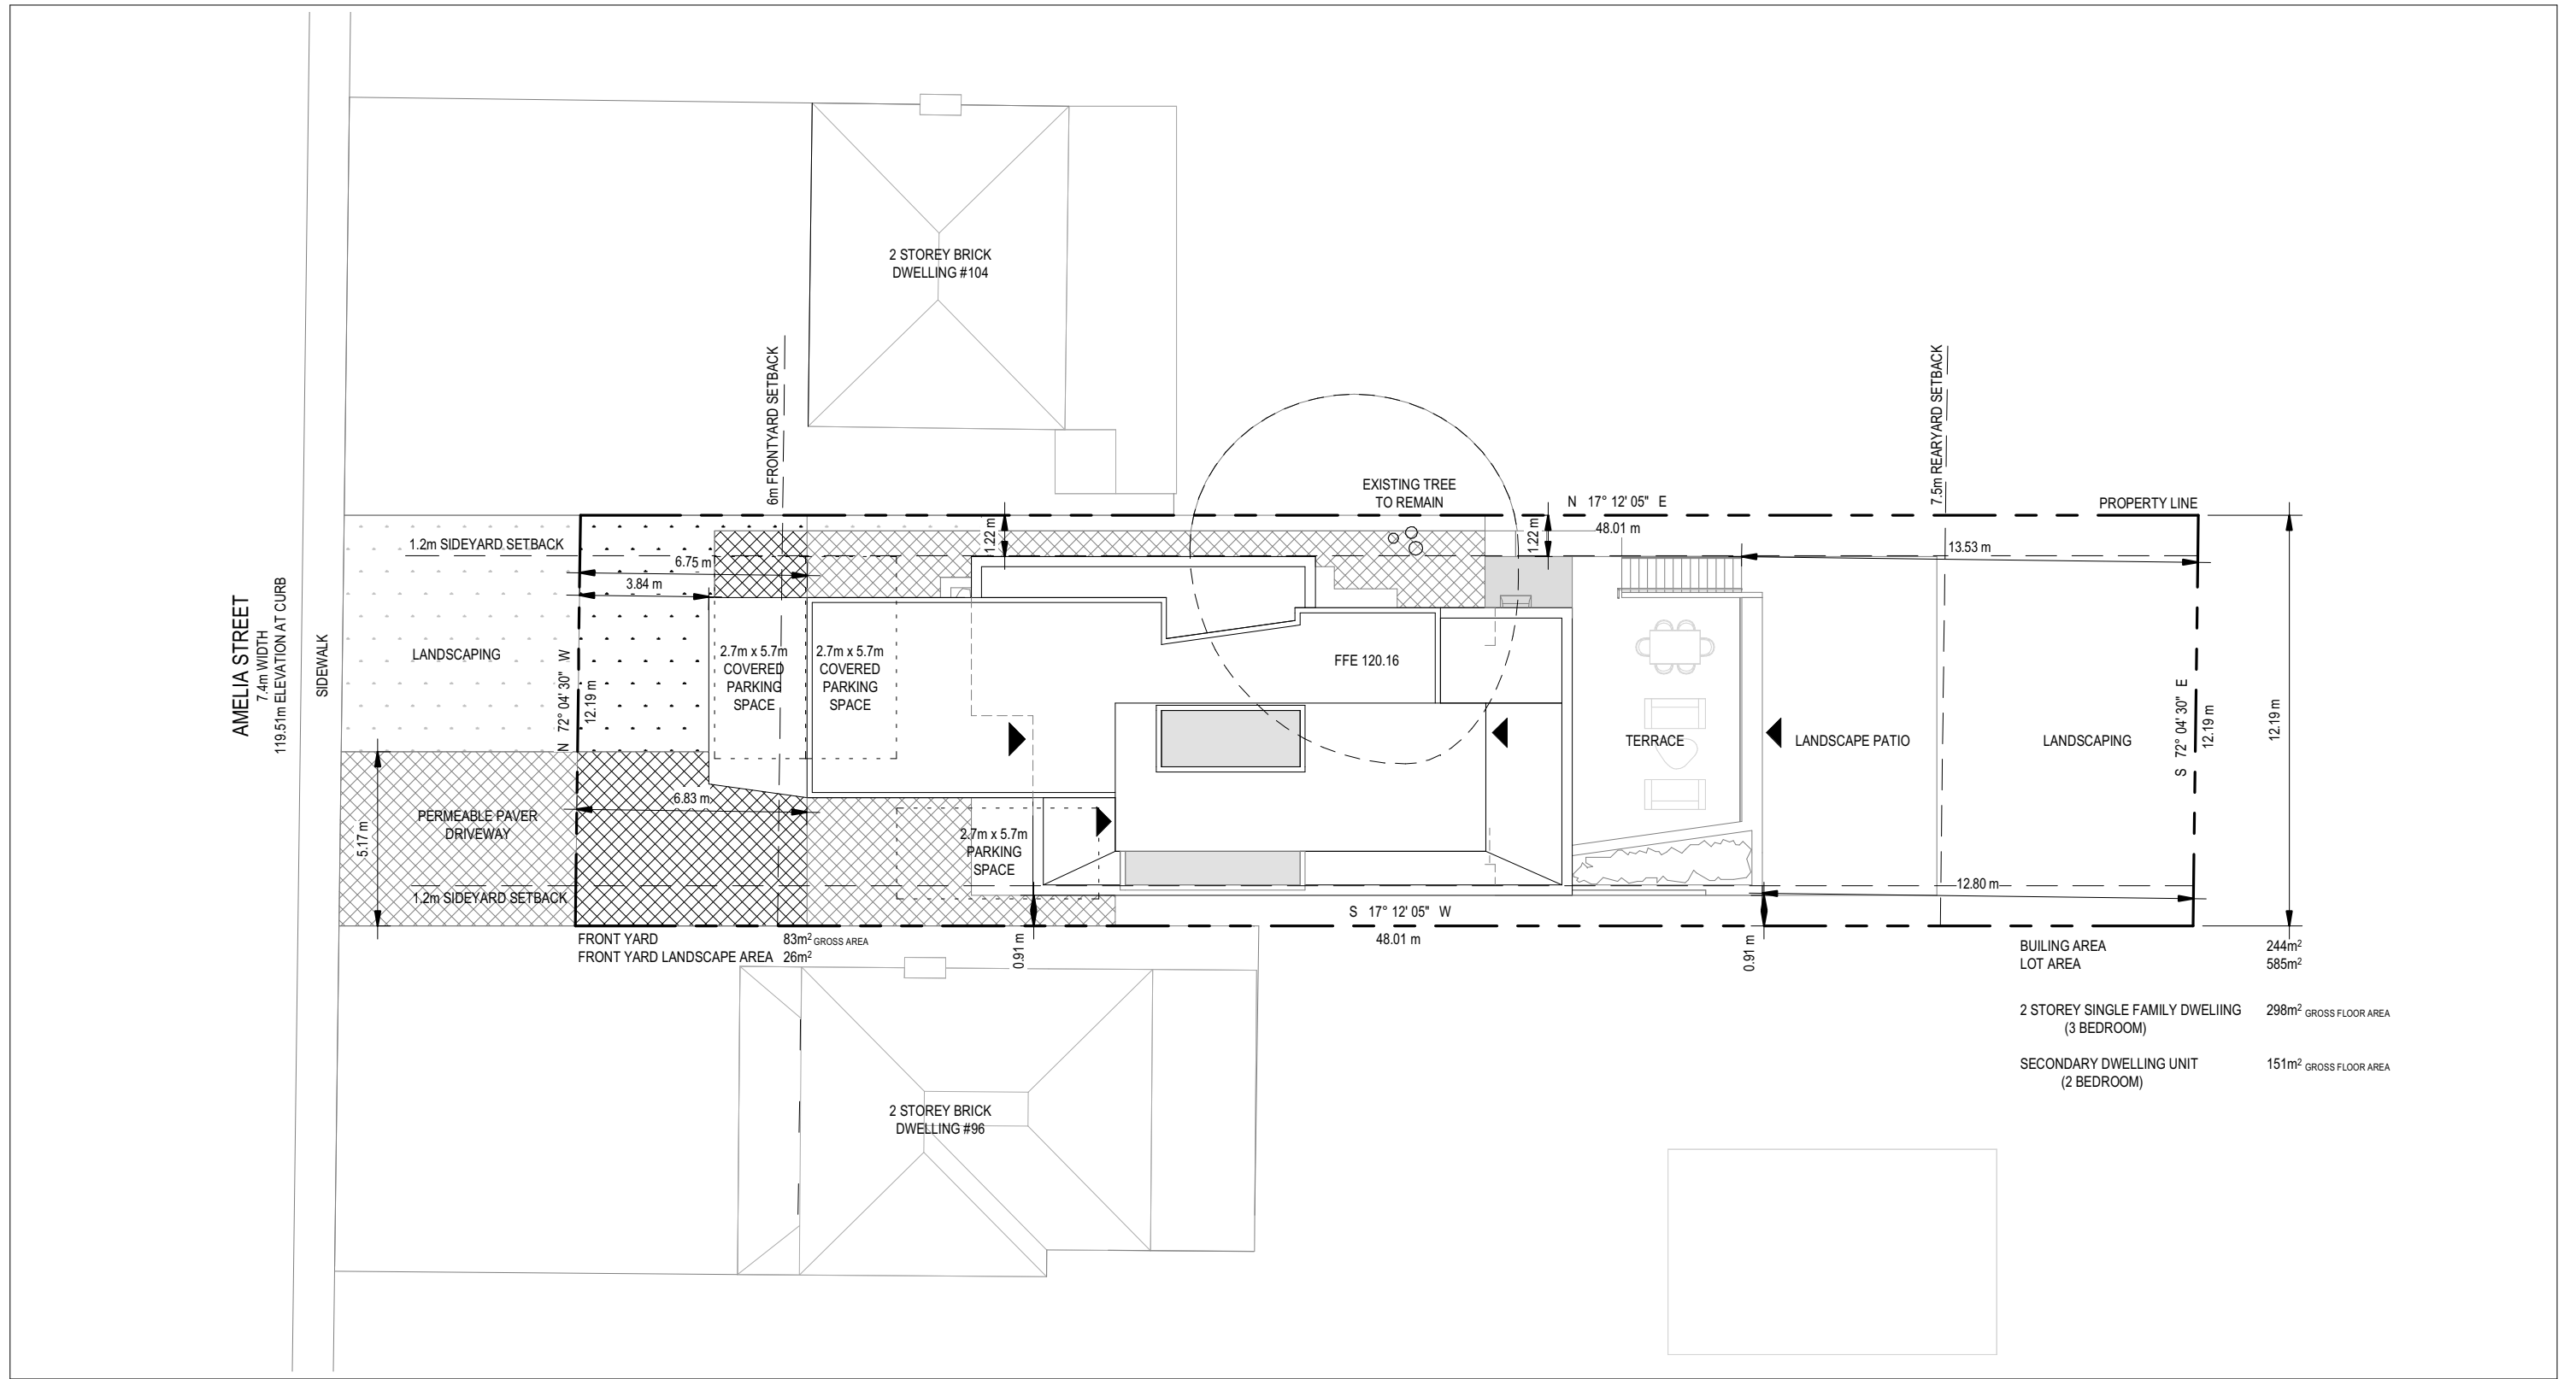 2 STOREY BRICK
DWELLING #104
6m FRONTYARD SETBACK
7.5m REARYARD SETBACK
EXISTING TREE
TO REMAIN
N 17° 12' 05" E
48.01 m
PROPERTY LINE
1.2m SIDEYARD SETBACK
1.22 m
1.22 m
13.53 m
6.75 m
3.84 m
AMELIA STREET
7.4m WIDTH
119.51m ELEVATION AT CURB
SIDEWALK
LANDSCAPING
N 72° 04' 30" W
12.19 m
2.7m x 5.7m
COVERED
PARKING
SPACE
2.7m x 5.7m
COVERED
PARKING
SPACE
FFE 120.16
TERRACE
LANDSCAPE PATIO
LANDSCAPING
S 72° 04' 30" E
12.19 m
12.19 m
6.83 m
PERMEABLE PAVER
DRIVEWAY
5.17 m
2.7m x 5.7m
PARKING
SPACE
1.2m SIDEYARD SETBACK
12.80 m
S 17° 12' 05" W
48.01 m
0.91 m
0.91 m
FRONT YARD 83m² GROSS AREA
FRONT YARD LANDSCAPE AREA 26m²
BUILING AREA 244m²
LOT AREA 585m²
2 STOREY SINGLE FAMILY DWELIING 298m² GROSS FLOOR AREA
(3 BEDROOM)
SECONDARY DWELLING UNIT 151m² GROSS FLOOR AREA
(2 BEDROOM)
2 STOREY BRICK
DWELLING #96